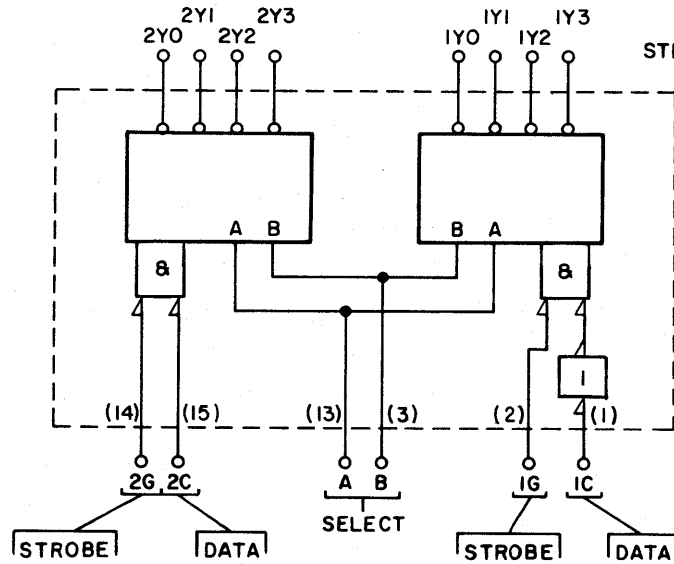 2Y1 2Y3 1Y1 1Y3
2Y0 2Y2 1Y0 1Y2
A B B A
& &
1
(14) (15) (13) (3) (2) (1)
2G 2C A B 1G 1C
SELECT
STROBE DATA STROBE DATA